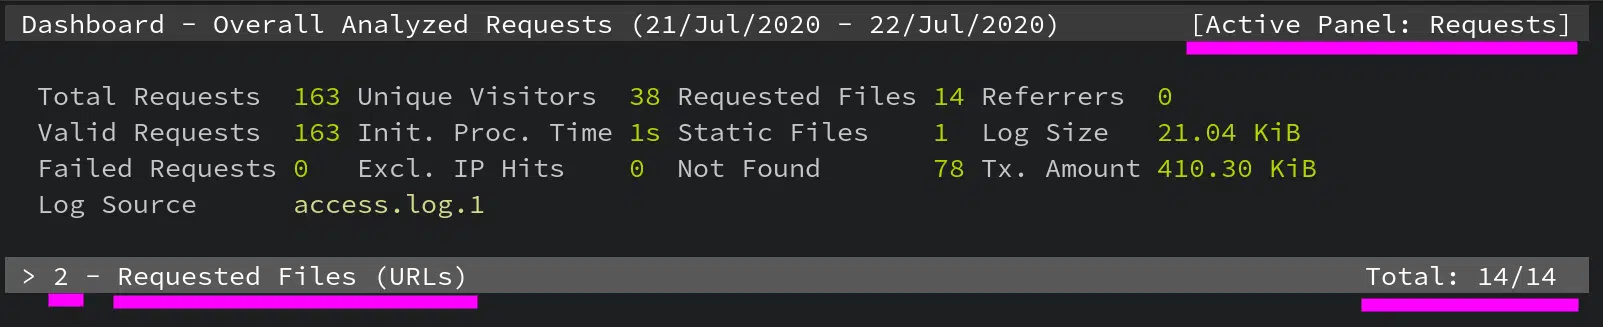 Dashboard - Overall Analyzed Requests (21/Jul/2020 - 22/Jul/2020) [Active Panel: Requests]
Total Requests 163 Unique Visitors 38 Requested Files 14 Referrers 0
Valid Requests 163 Init. Proc. Time 1s Static Files 1 Log Size 21.04 KiB
Failed Requests 0 Excl. IP Hits 0 Not Found 78 Tx. Amount 410.30 KiB
Log Source access.log.1
> 2 - Requested Files (URLs) Total: 14/14